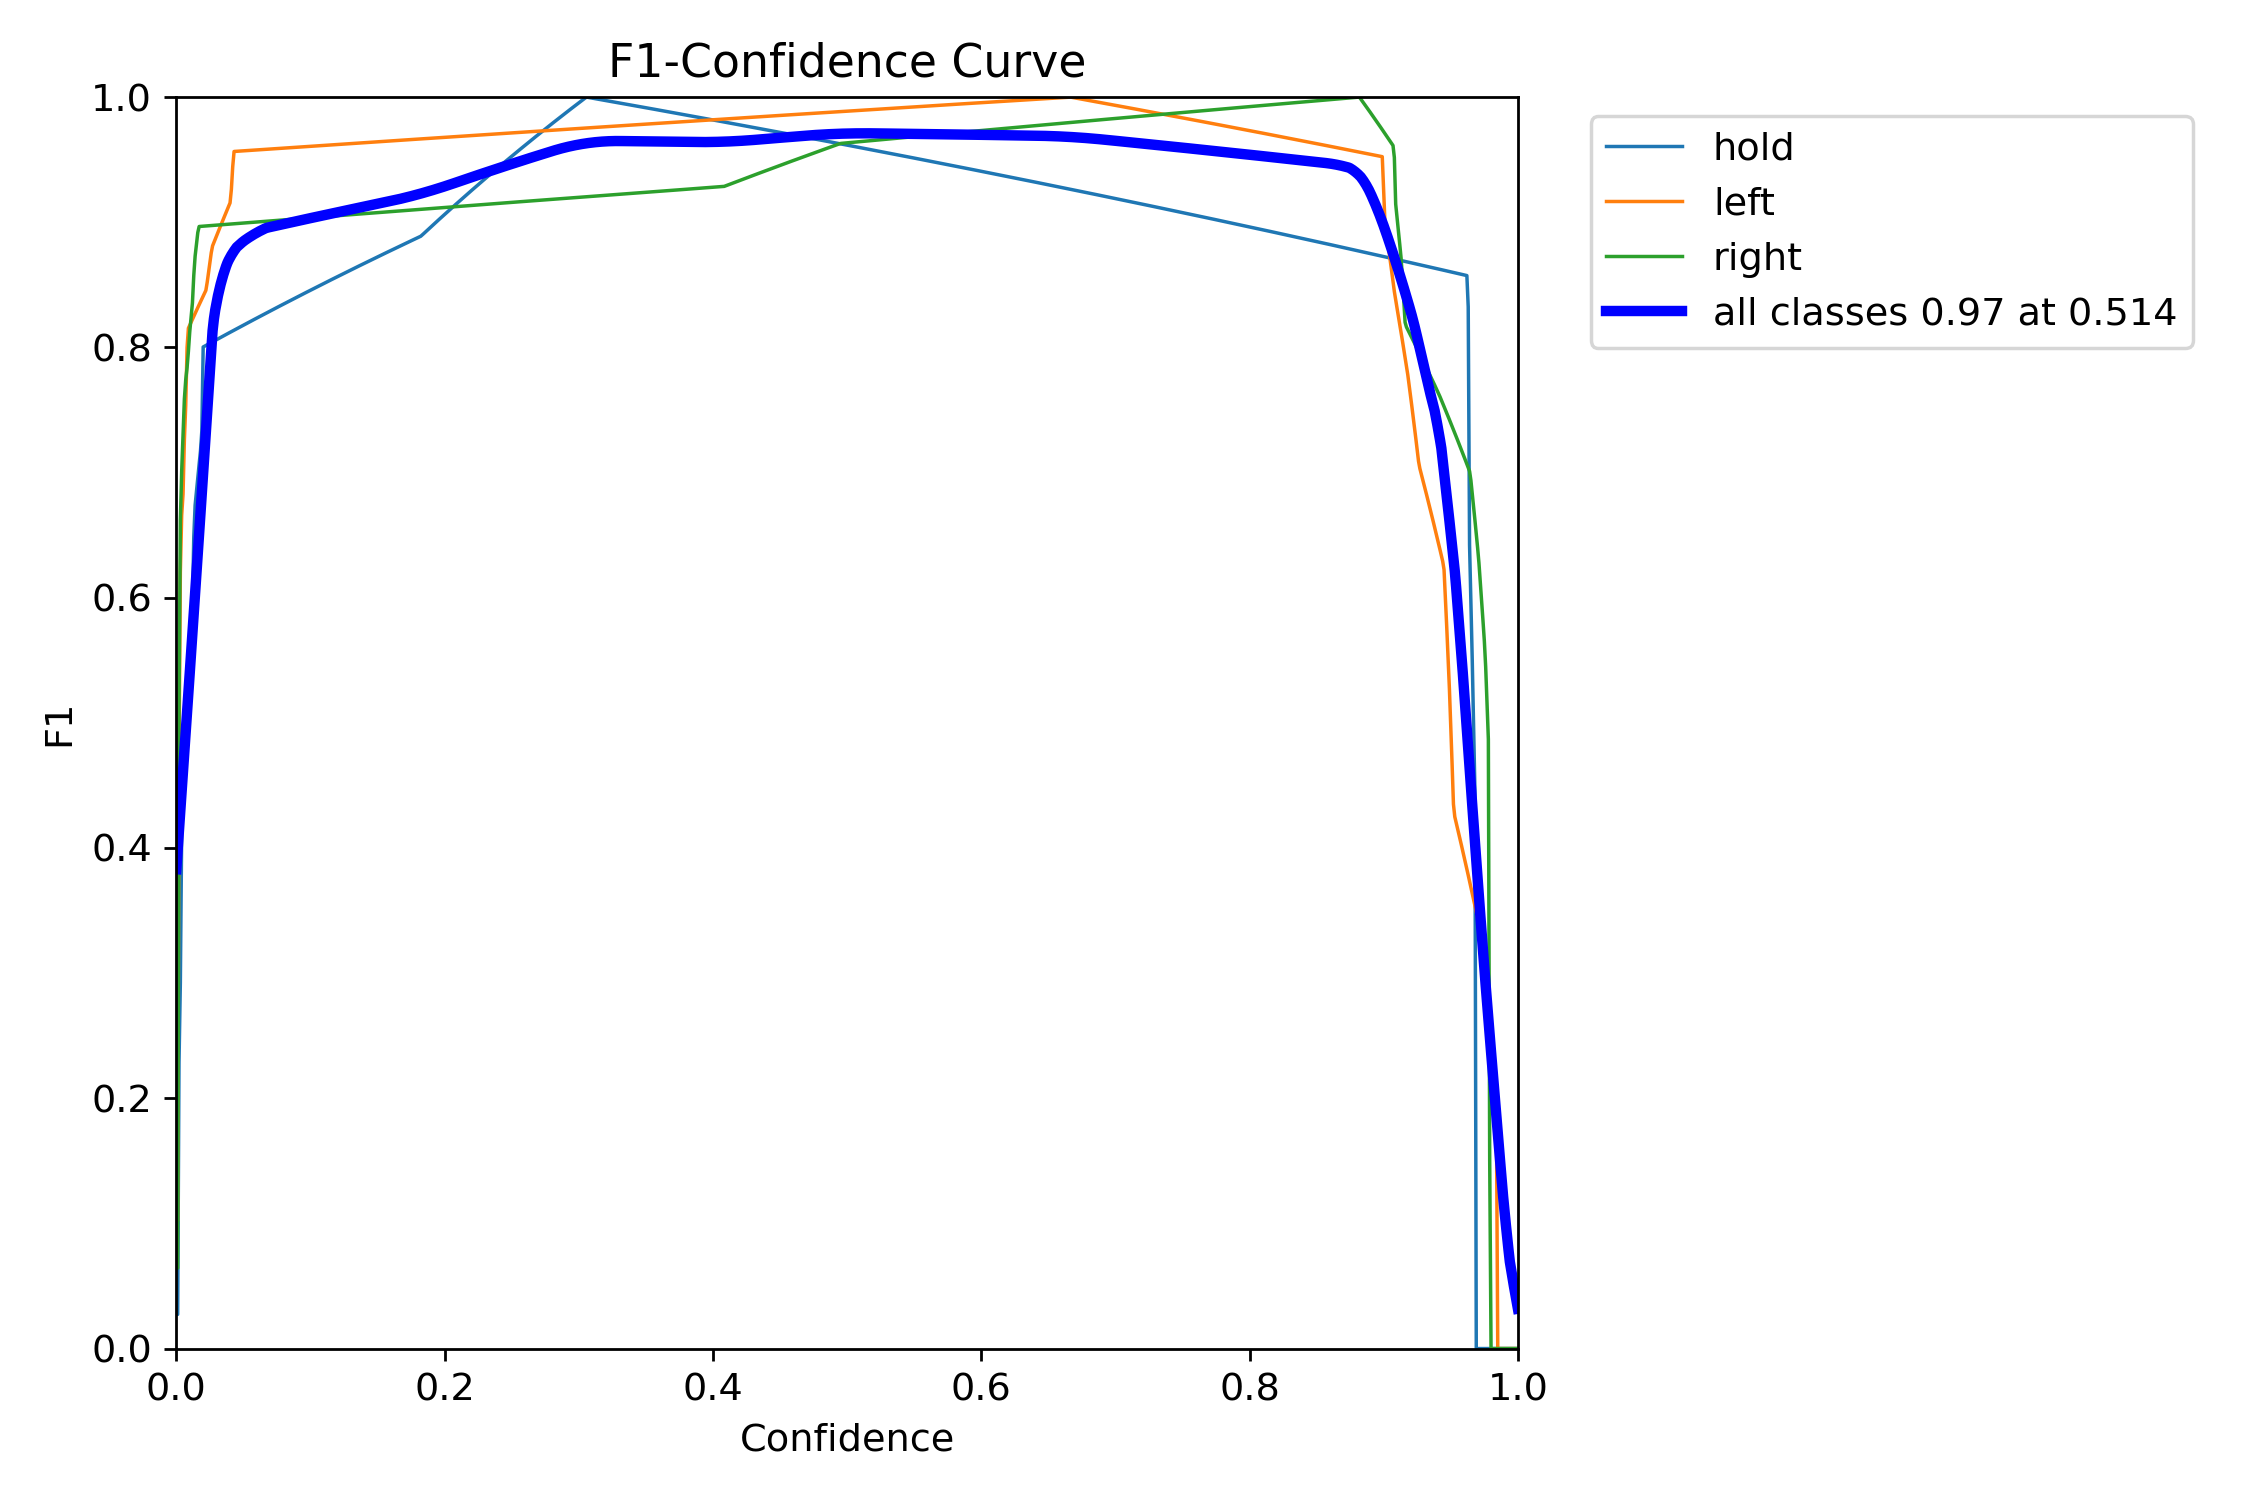 F1-Confidence Curve
1.0
0.8
0.6
0.4
0.2
0.0
F1
0.0 0.2 0.4 0.6 0.8 1.0
Confidence
hold
left
right
all classes 0.97 at 0.514